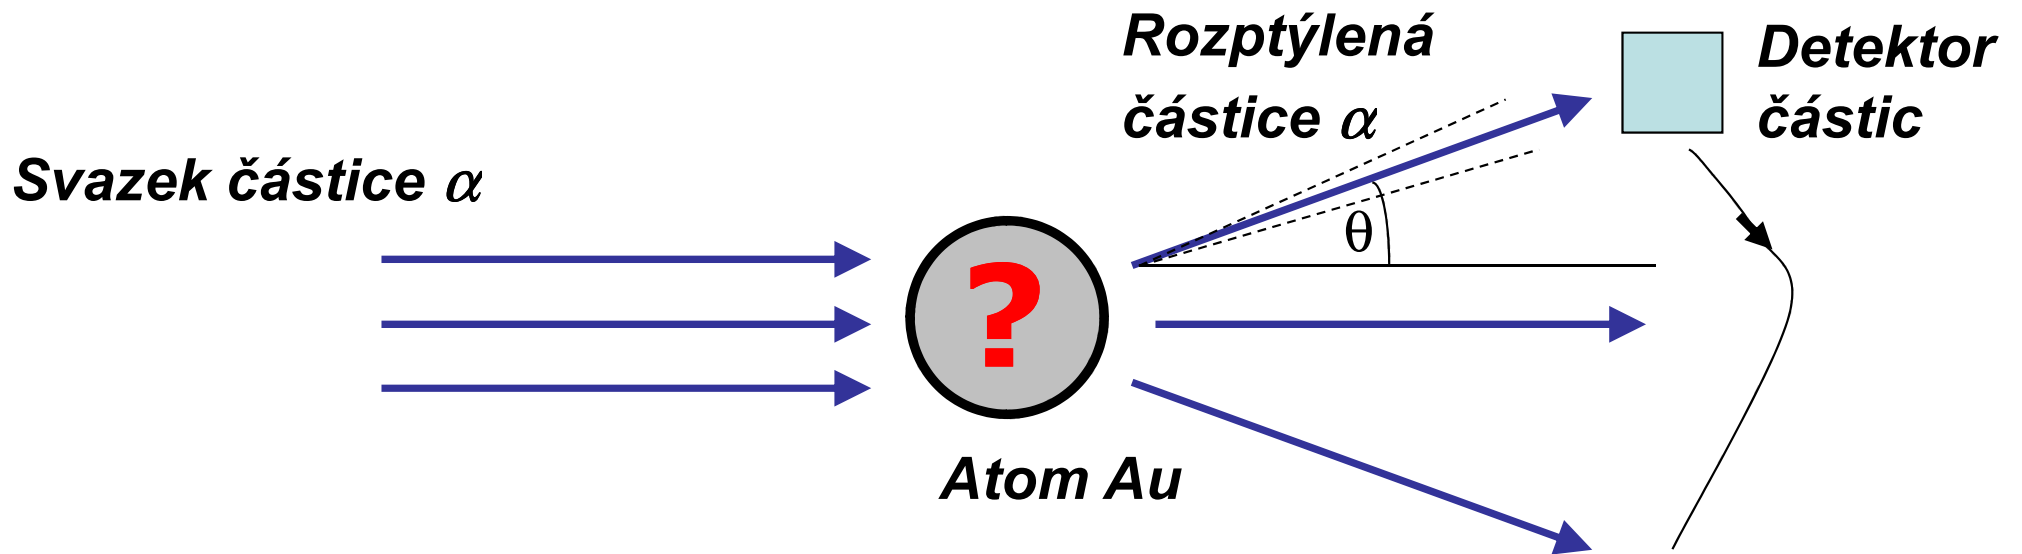 Svazek částice α
?
Atom Au
Rozptýlená
částice α
θ
Detektor
částic